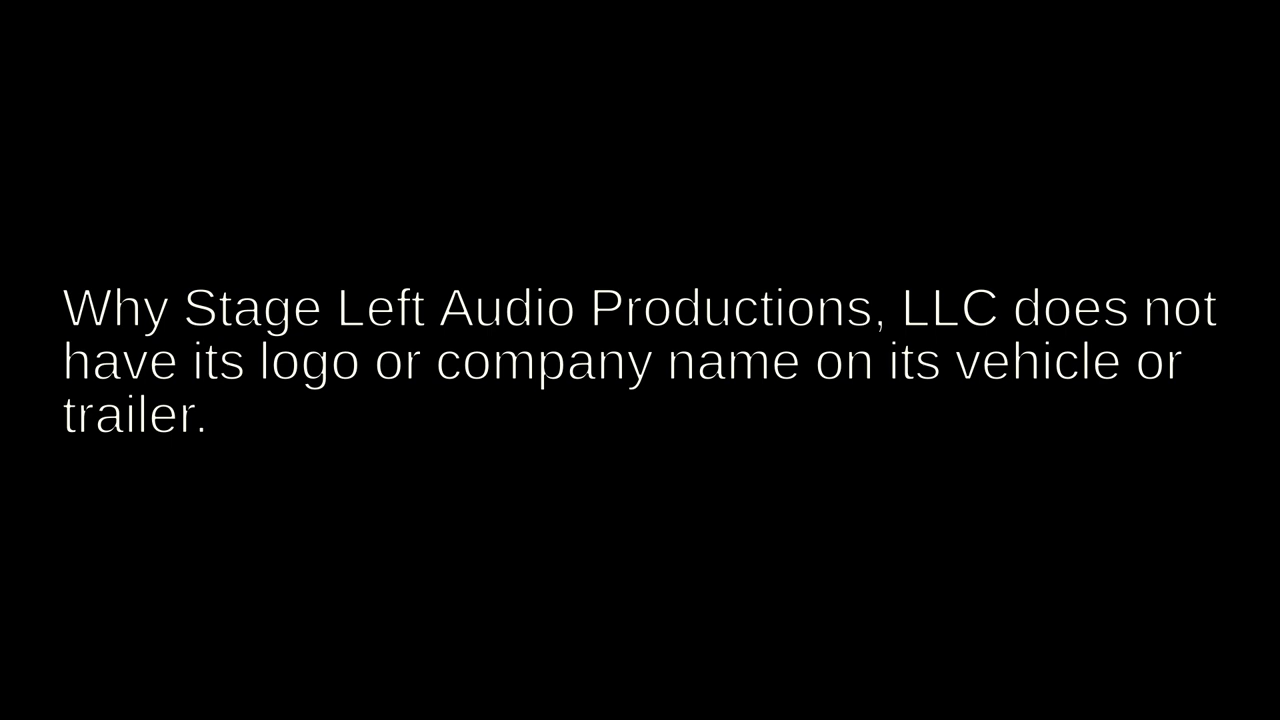 Why Stage Left Audio Productions, LLC does not
have its logo or company name on its vehicle or
trailer.